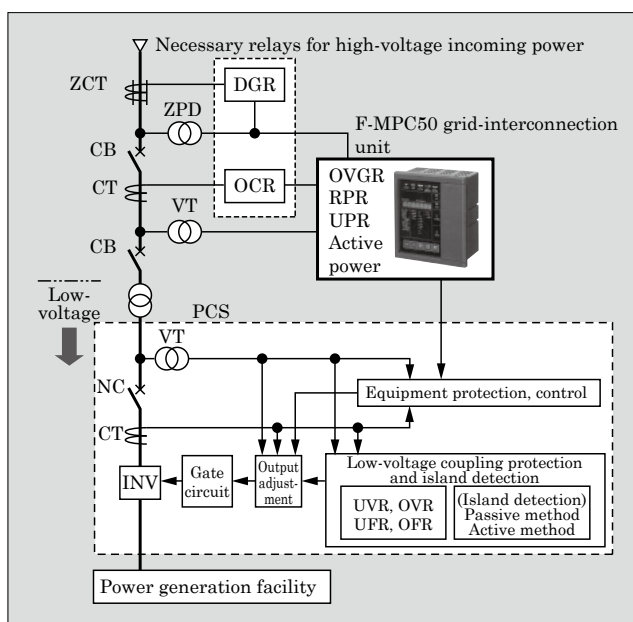 Necessary relays for high-voltage incoming power
ZCT
DGR
ZPD
F-MPC50 grid-interconnection
unit
CB
CT
OCR
OVGR
RPR
UPR
Active
power
VT
CB
Low-
voltage
PCS
VT
NC
Equipment protection, control
CT
INV
Gate
circuit
Output
adjust-
ment
Low-voltage coupling protection
and island detection
UVR, OVR
UFR, OFR
(Island detection)
Passive method
Active method
Power generation facility